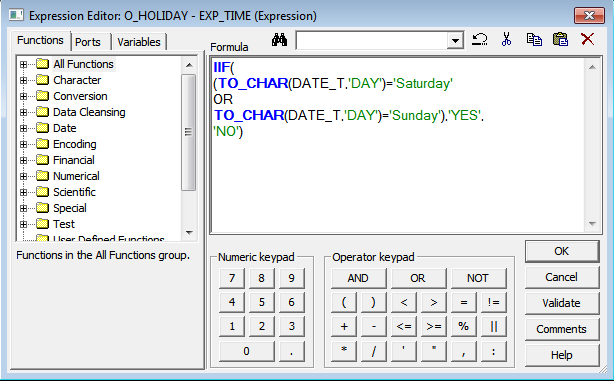 Expression Editor: O_HOLIDAY - EXP_TIME (Expression)
Functions Ports Variables
All Functions
Character
Conversion
Data Cleansing
Date
Encoding
Financial
Numerical
Scientific
Special
Test
User Defined Functions
Functions in the All Functions group.
Formula
IIF(
(TO_CHAR(DATE_T,'DAY')='Saturday'
OR
TO_CHAR(DATE_T,'DAY')='Sunday'),'YES',
'NO')
Numeric keypad
7 8 9
4 5 6
1 2 3
0 .
Operator keypad
AND OR NOT
( ) < > = !=
+ - <= >= % ||
* / ' " , :
OK
Cancel
Validate
Comments
Help